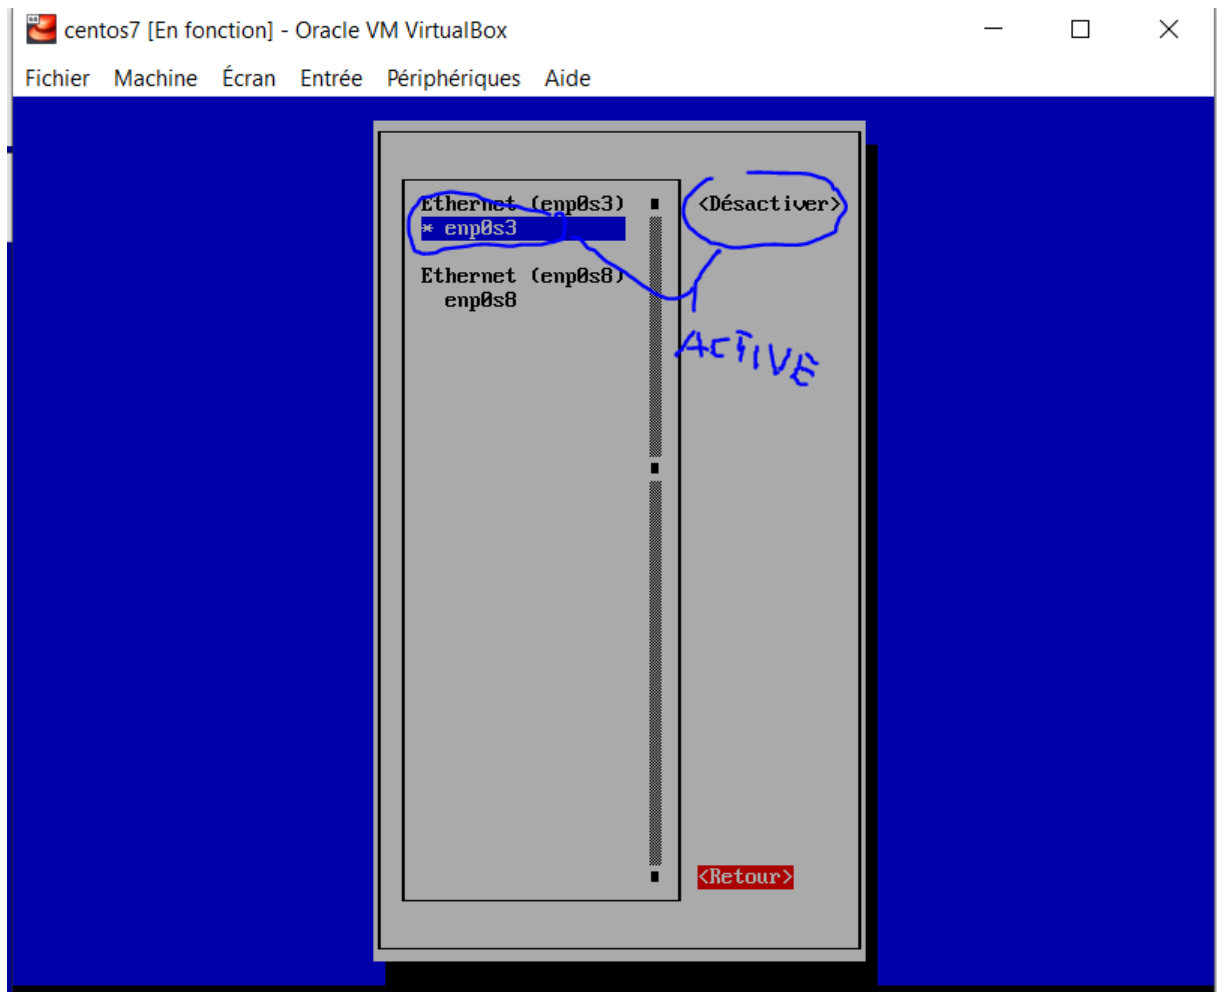 centos7 [En fonction] - Oracle VM VirtualBox
Fichier Machine Écran Entrée Périphériques Aide
Ethernet (enp0s3) <Désactiver>
* enp0s3
Ethernet (enp0s8)
enp0s8
ACTIVE
<Retour>